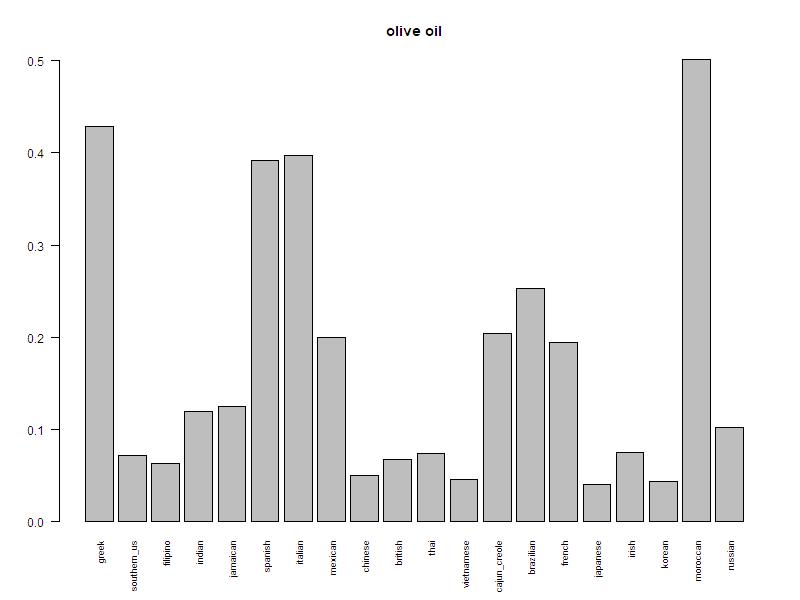 olive oil
0.5
0.4
0.3
0.2
0.1
0.0
greek
southern_us
filipino
indian
jamaican
spanish
italian
mexican
chinese
british
thai
vietnamese
cajun_creole
brazilian
french
japanese
irish
korean
moroccan
russian